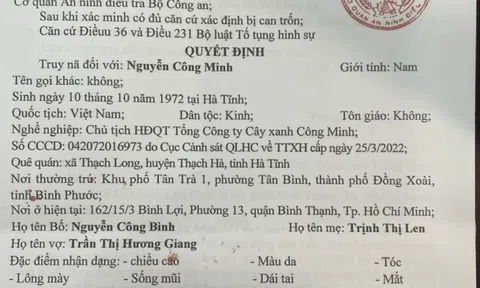 Cơ quan An ninh điều tra Bộ Công an;
Sau khi xác minh có đủ căn cứ xác định bị can trốn;
Căn cứ Điềuu 36 và Điều 231 Bộ luật Tố tụng hình sự
QUYẾT ĐỊNH
Truy nã đối với: Nguyễn Công Minh Giới tính: Nam
Tên gọi khác: không;
Sinh ngày 10 tháng 10 năm 1972 tại Hà Tĩnh;
Quốc tịch: Việt Nam; Dân tộc: Kinh; Tôn giáo: Không;
Nghề nghiệp: Chủ tịch HĐQT Tổng Công ty Cây xanh Công Minh;
Số CCCD: 042072016973 do Cục Cảnh sát QLHC về TTXH cấp ngày 25/3/2022;
Quê quán: xã Thạch Long, huyện Thạch Hà, tỉnh Hà Tĩnh
Nơi thường trú: Khu phố Tân Trà 1, phường Tân Bình, thành phố Đồng Xoài,
tỉnh Bình Phước;
Nơi ở hiện tại: 162/15/3 Bình Lợi, Phường 13, quận Bình Thạnh, Tp. Hồ Chí Minh;
Họ tên Bố: Nguyễn Công Bình Họ tên mẹ: Trịnh Thị Len
Họ tên vợ: Trần Thị Hương Giang
Đặc điểm nhận dạng: - chiều cao - Màu da - Tóc
- Lông mày - Sống mũi - Dái tai - Mắt